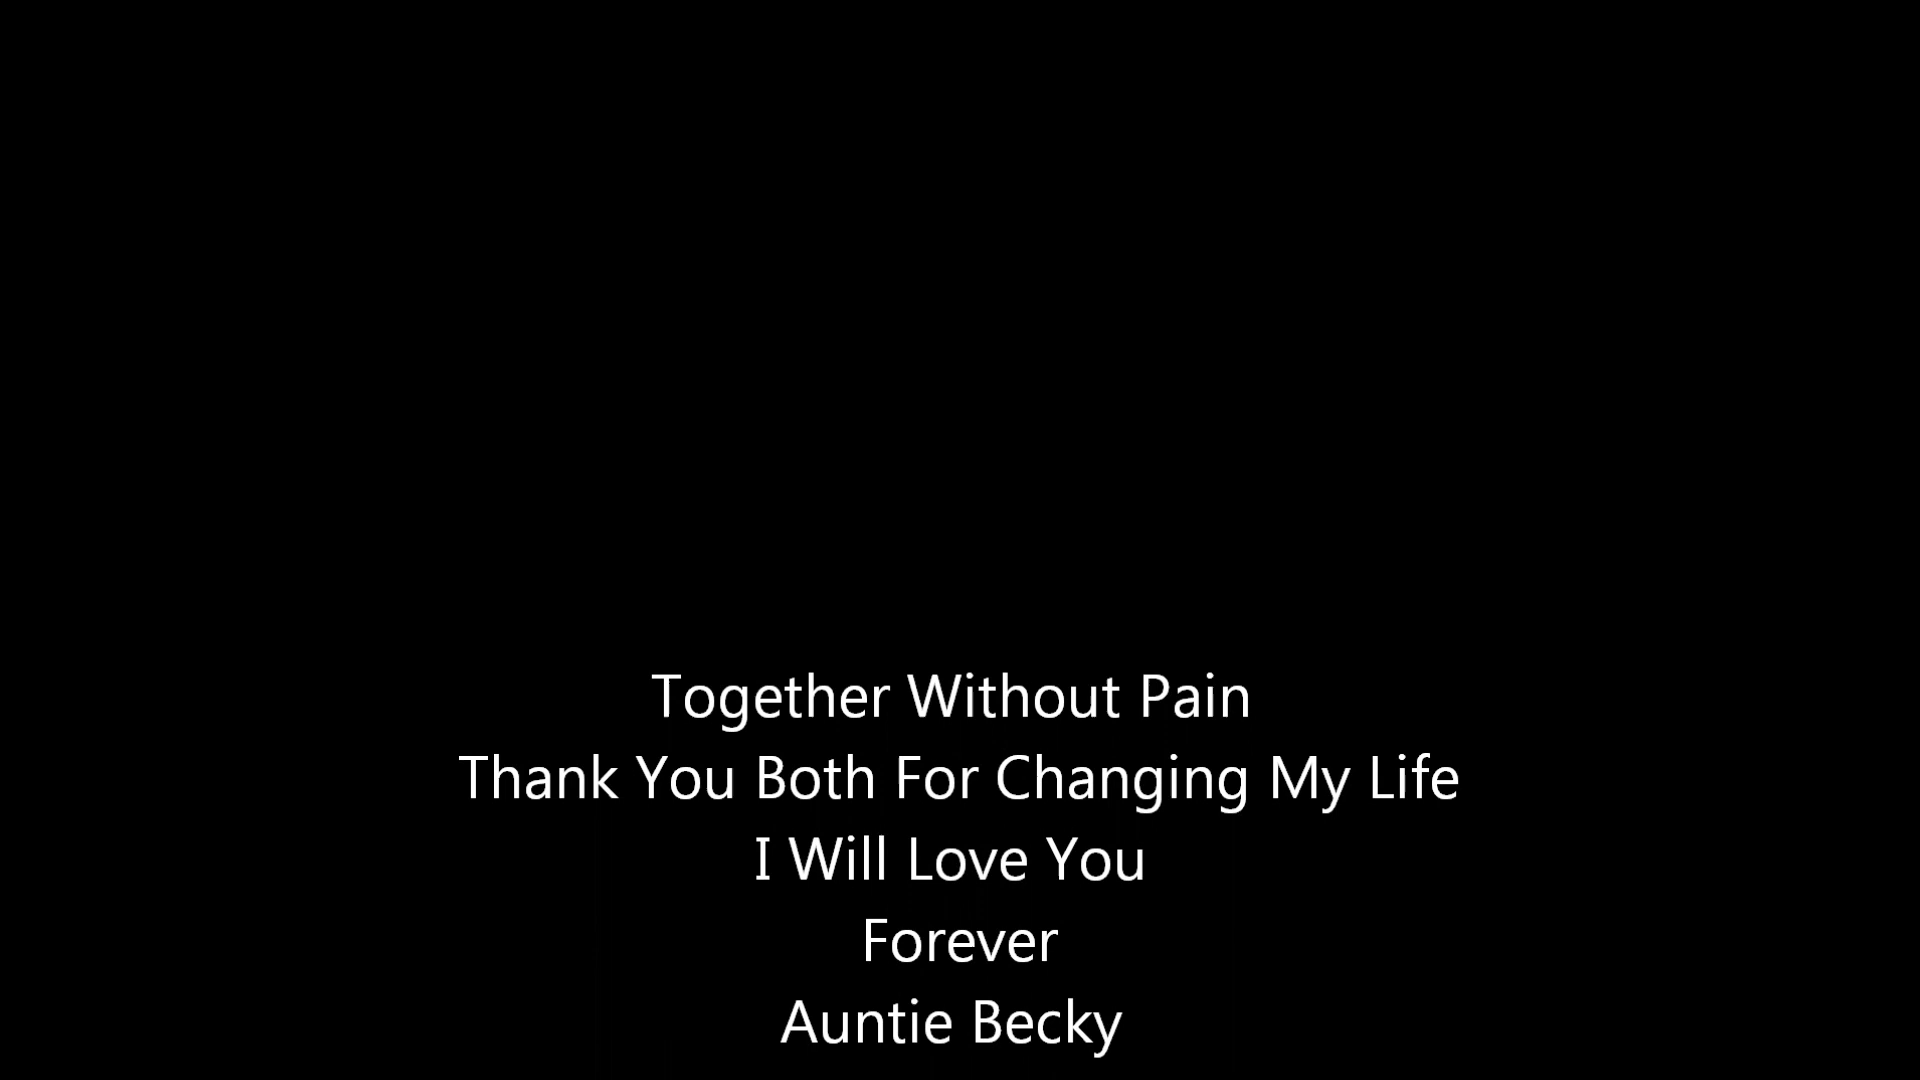 Together Without Pain
Thank You Both For Changing My Life
I Will Love You
Forever
Auntie Becky